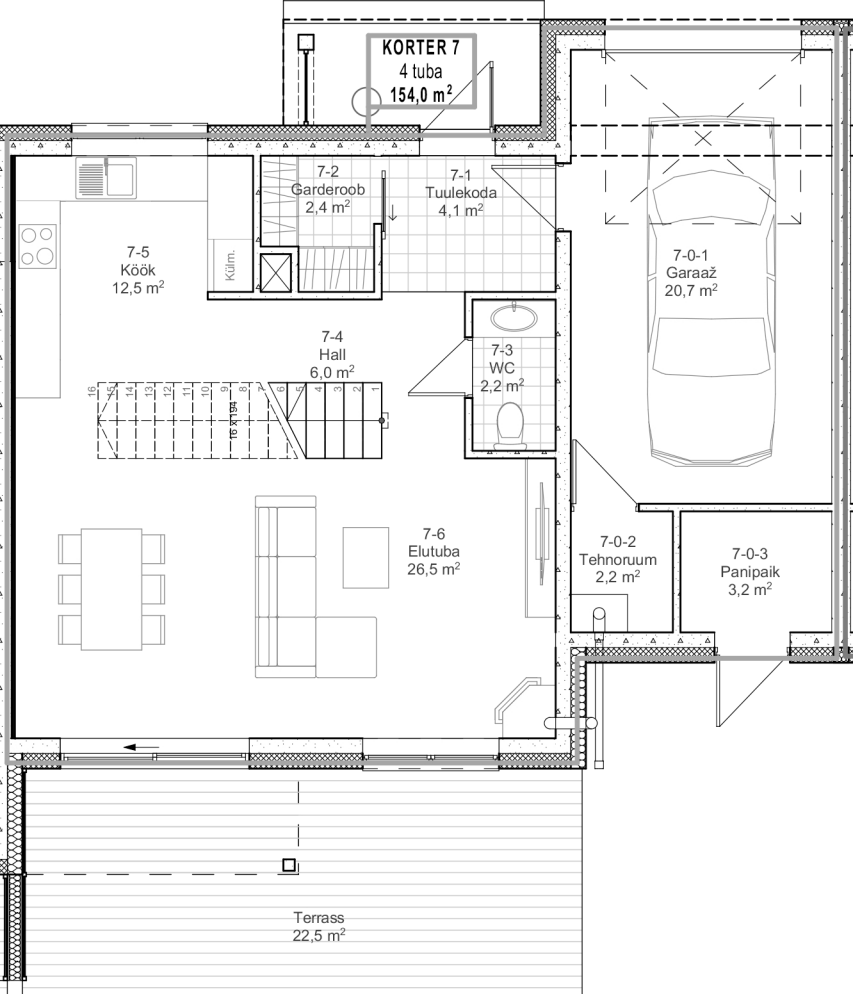 KORTER 7
4 tuba
154,0 m²
7-2
Garderoob
2,4 m²
7-1
Tuulekoda
4,1 m²
7-5
Köök
12,5 m²
Külm.
7-0-1
Garaaž
20,7 m²
7-4
Hall
6,0 m²
7-3
WC
2,2 m²
16 15 14 13 12 11 10 9 8 7 6 5 4 3 2 1
16 x 194
7-6
Elutuba
26,5 m²
7-0-2
Tehnoruum
2,2 m²
7-0-3
Panipaik
3,2 m²
Terrass
22,5 m²